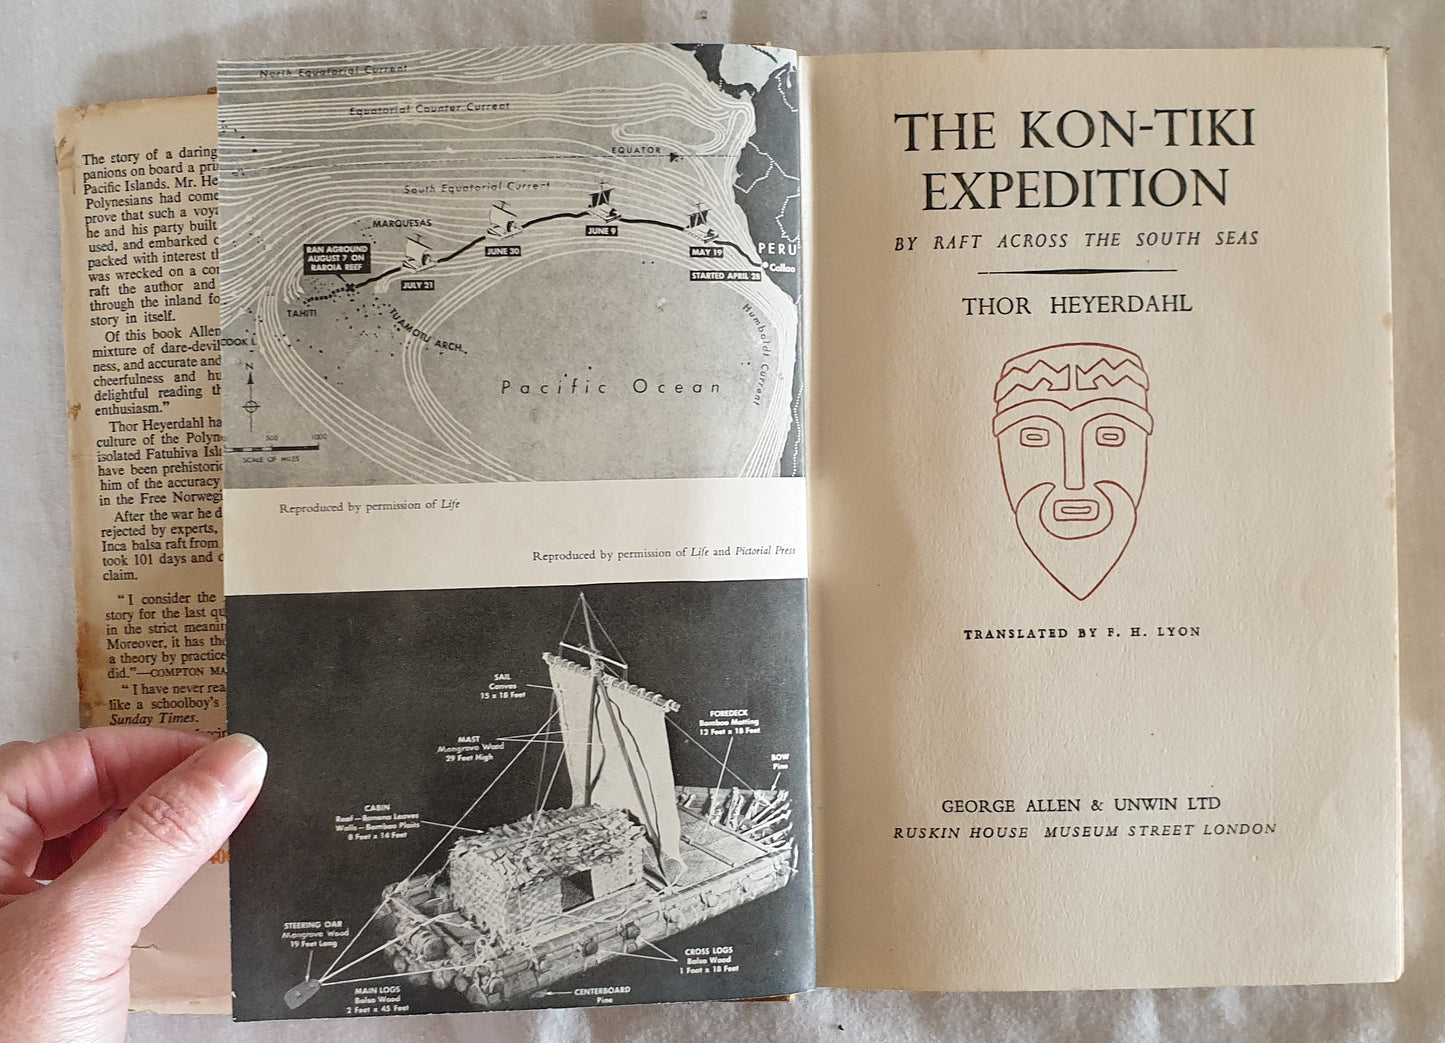 The story of a daring
panions on board a
Pacific Islands. Mr.
Polynesians had come
prove that such a
he and his party built
used, and embarked
packed with interest
was wrecked on a
raft the author and
through the inland
story in itself.
Of this book Allen
mixture of dare-devil
ness, and accurate and
cheerfulness and
delightful reading
enthusiasm."
Thor Heyerdahl
culture of the
isolated Fatuhiva
have been prehistoric
him of the accuracy
in the Free
After the war he
rejected by experts,
Inca balsa raft from
took 101 days and
claim.
"I consider the
story for the last
in the strict
Moreover, it has
a theory by practice
did."—COMPTON
"I have never
like a schoolboy's
Sunday Times.
North Equatorial Current
Equatorial Counter Current
EQUATOR
South Equatorial Current
MARQUESAS
RAN AGROUND
AUGUST 7 ON
RAROIA REEF
JULY 21
JUNE 30
JUNE 9
MAY 19
STARTED APRIL 28
PERU
Callao
TAHITI
TUAMOTU ARCH.
COOK I.
Humboldt Current
Pacific Ocean
N
500 1000
SCALE OF MILES
Reproduced by permission of Life
Reproduced by permission of Life and Pictorial Press
SAIL
Canvas
15 x 18 Feet
MAST
Mangrove Wood
29 Feet High
FOREDECK
Bamboo Matting
12 Feet x 18 Feet
BOW
Pine
CABIN
Roof—Banana Leaves
Walls—Bamboo Plaits
8 Feet x 14 Feet
STEERING OAR
Mangrove Wood
19 Feet Long
MAIN LOGS
Balsa Wood
2 Feet x 45 Feet
CROSS LOGS
Balsa Wood
1 Foot x 18 Feet
CENTERBOARD
Pine
THE KON-TIKI
EXPEDITION
BY RAFT ACROSS THE SOUTH SEAS
THOR HEYERDAHL
TRANSLATED BY F. H. LYON
GEORGE ALLEN & UNWIN LTD
RUSKIN HOUSE MUSEUM STREET LONDON